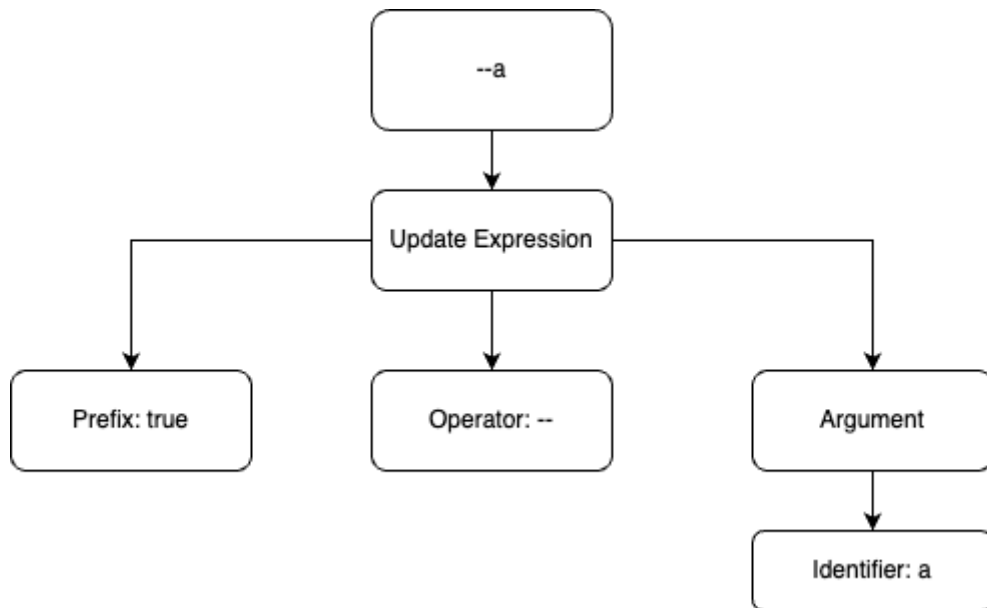 --a
Update Expression
Prefix: true
Operator: --
Argument
Identifier: a